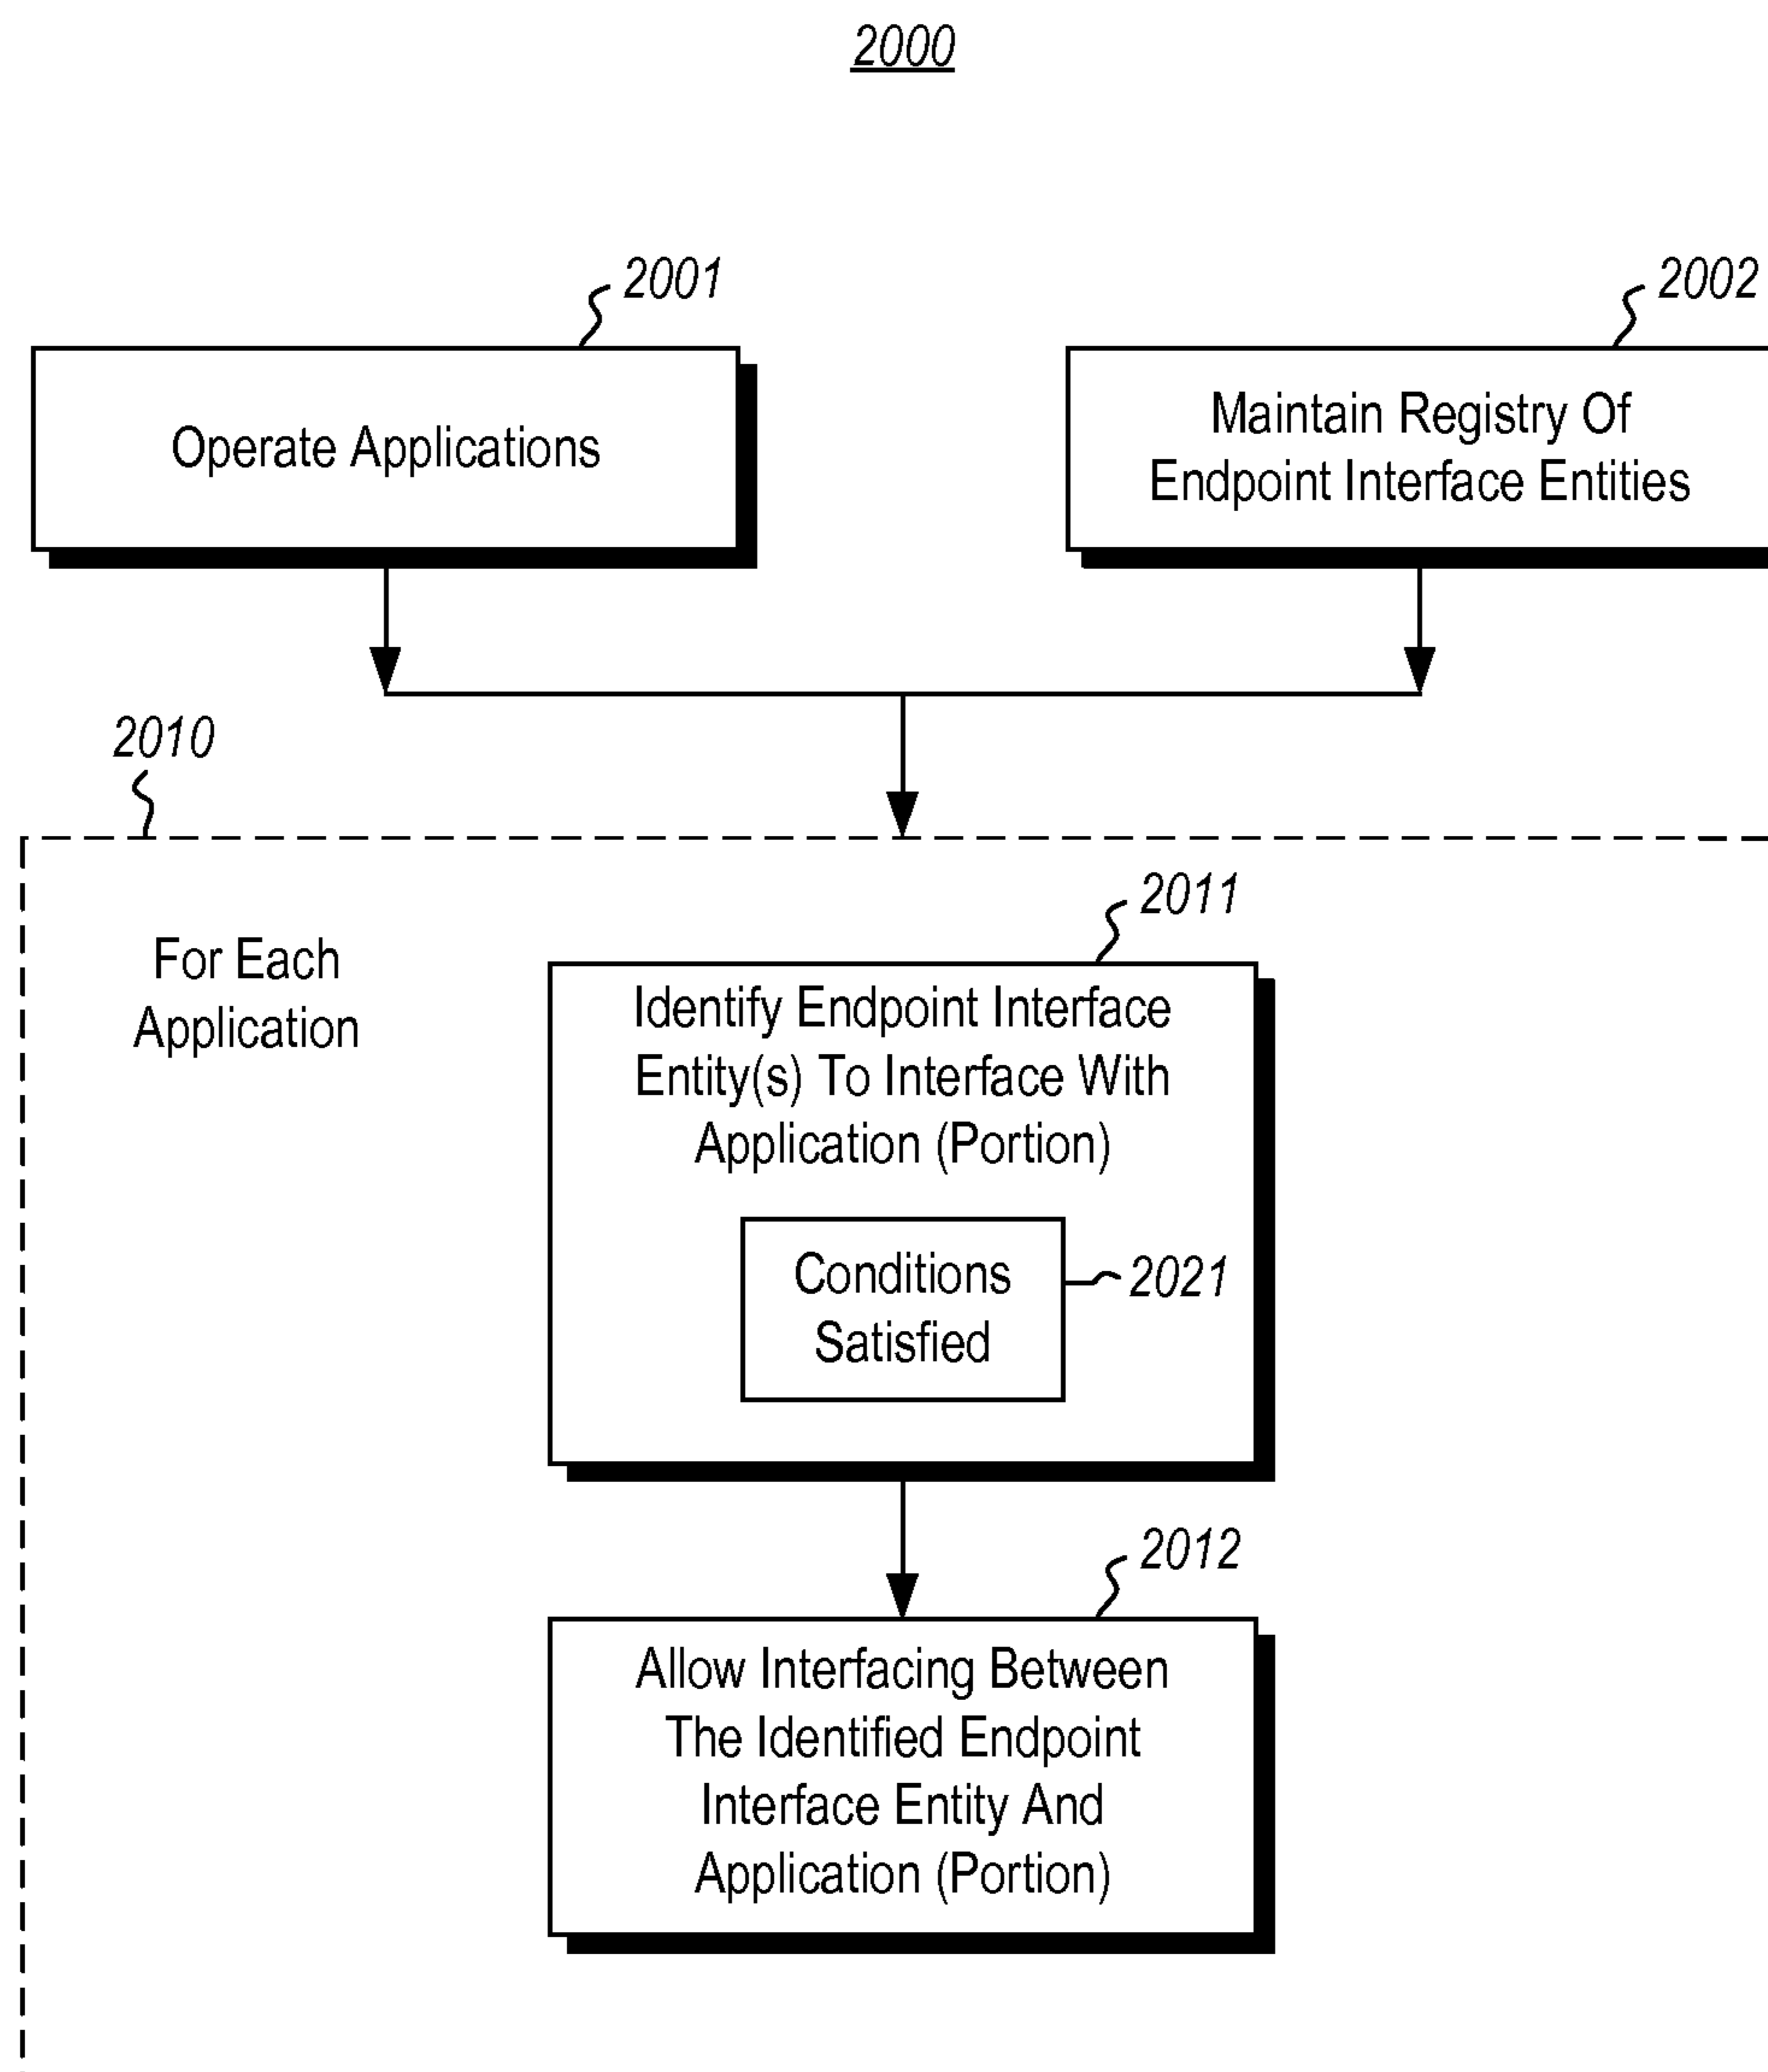 2000
2001
2002
Operate Applications
Maintain Registry Of
Endpoint Interface Entities
2010
For Each
Application
2011
Identify Endpoint Interface
Entity(s) To Interface With
Application (Portion)
Conditions
Satisfied
2021
2012
Allow Interfacing Between
The Identified Endpoint
Interface Entity And
Application (Portion)